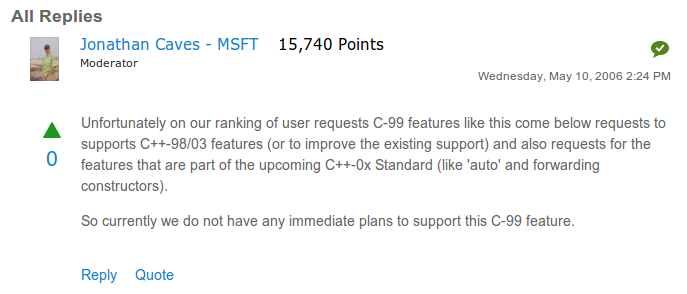 All Replies
Jonathan Caves - MSFT 15,740 Points
Moderator
Wednesday, May 10, 2006 2:24 PM
Unfortunately on our ranking of user requests C-99 features like this come below requests to
supports C++-98/03 features (or to improve the existing support) and also requests for the
features that are part of the upcoming C++-0x Standard (like 'auto' and forwarding
constructors).
0
So currently we do not have any immediate plans to support this C-99 feature.
Reply Quote